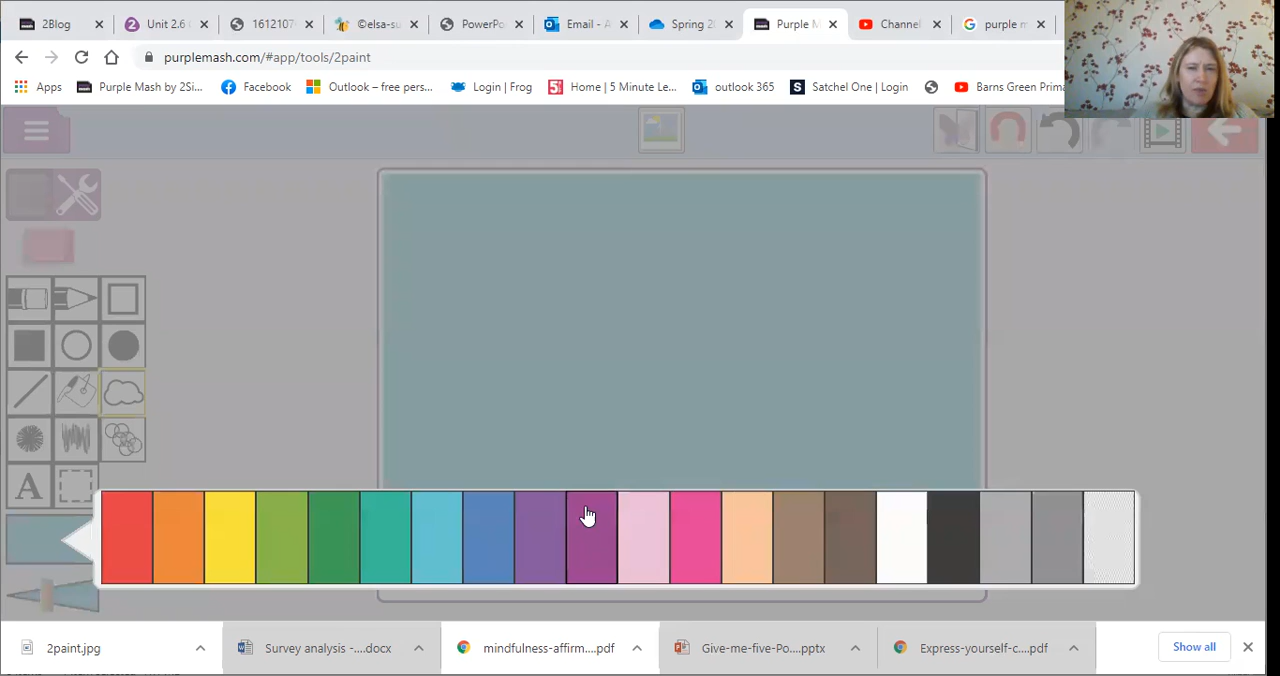 2Blog
Unit 2.6
1612107
©elsa-su
PowerPo
Email - A
Spring 2
Purple M
Channel
purple m
purplemash.com/#app/tools/2paint
Apps
Purple Mash by 2Si...
Facebook
Outlook – free pers...
Login | Frog
Home | 5 Minute Le...
outlook 365
Satchel One | Login
Barns Green Prima
A
2paint.jpg
Survey analysis -....docx
mindfulness-affirm....pdf
Give-me-five-Po....pptx
Express-yourself-c....pdf
Show all